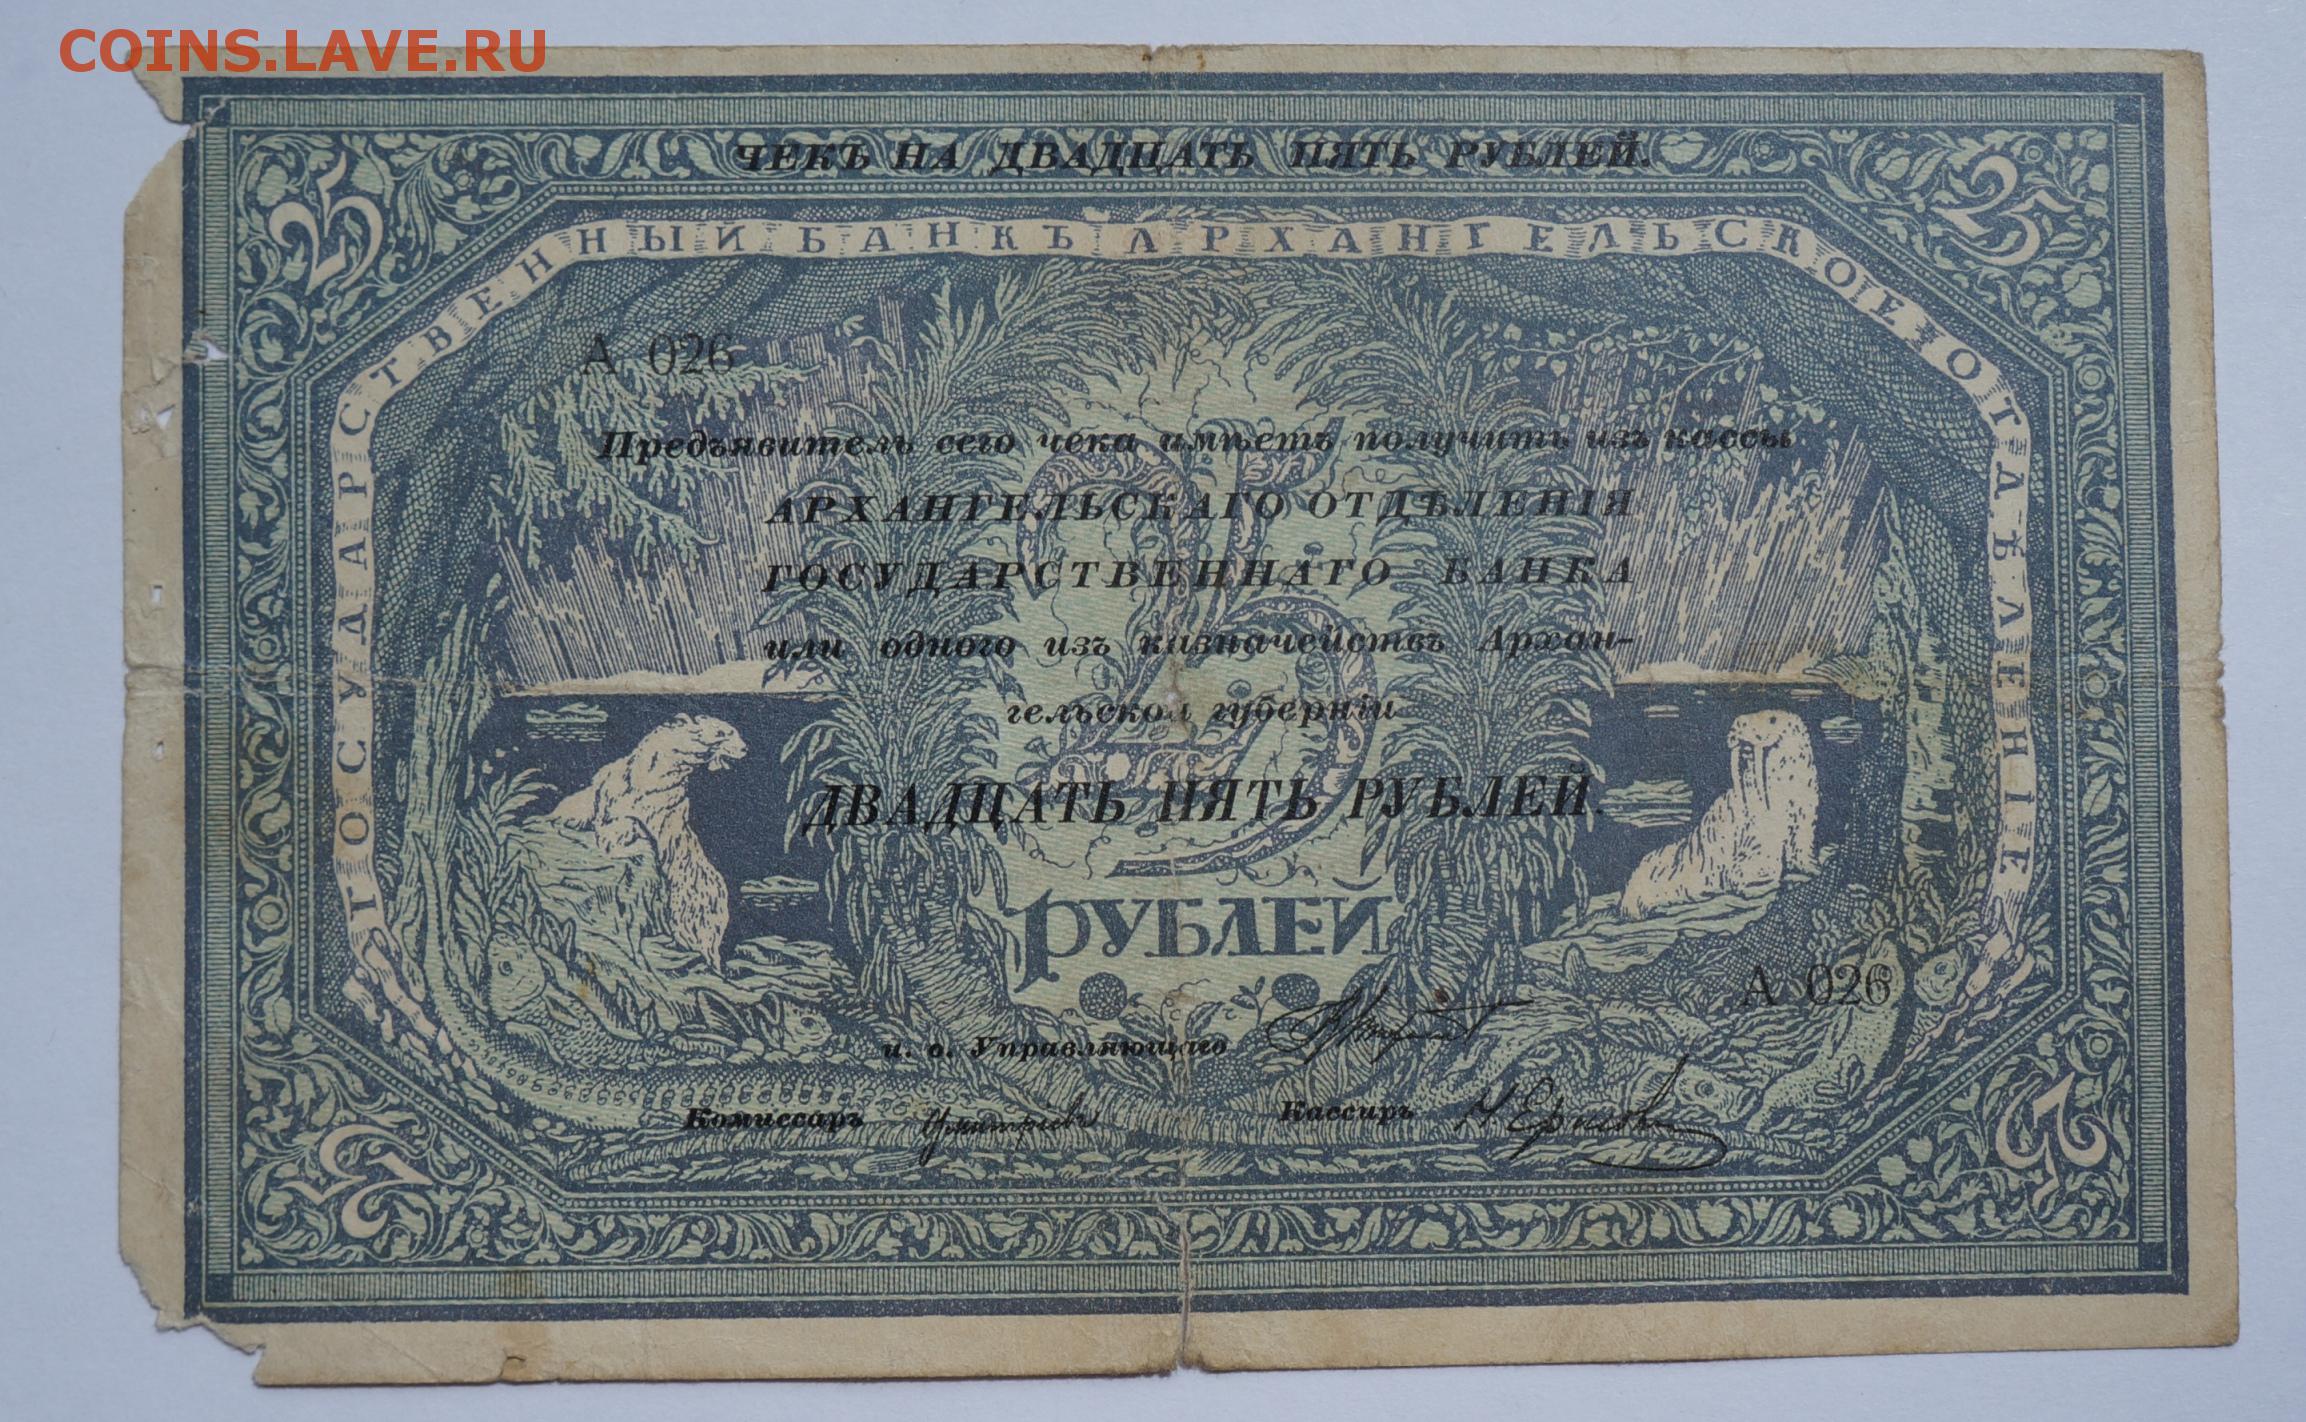 COINS.LAVE.RU
ЧЕКЪ НА ДВАДЦАТЬ ПЯТЬ РУБЛЕЙ.
25
25
ГОСУДАРСТВЕННЫЙ БАНКЪ АРХАНГЕЛЬСКОЕ ОТДѢЛЕНІЕ
А 026
Предъявитель сего чека имѣетъ получить изъ кассы
АРХАНГЕЛЬСКАГО ОТДѢЛЕНІЯ
ГОСУДАРСТВЕННАГО БАНКА
или одного изъ казначействъ Архан-
гельской губерніи
25
ДВАДЦАТЬ ПЯТЬ РУБЛЕЙ.
РУБЛЕЙ
А 026
и. о. Управляющаго
Комиссаръ Дмитриевъ
Кассиръ
25
25